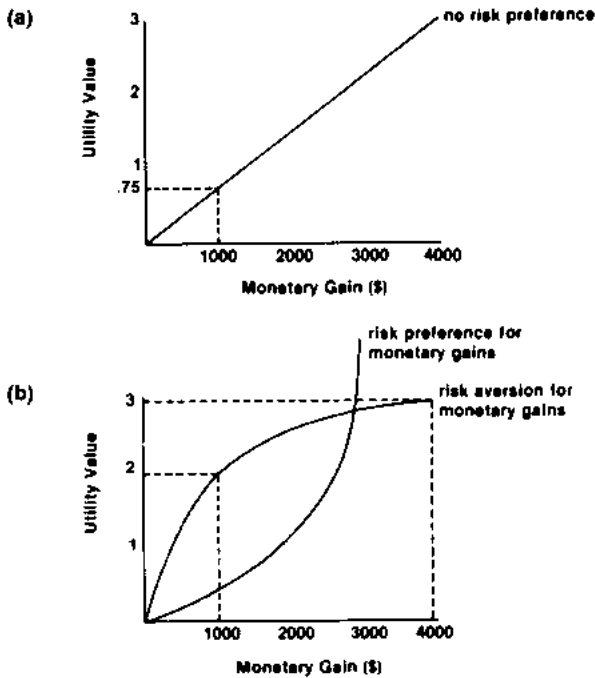 (a)
3
no risk preference
Utility Value
2
1
.75
1000 2000 3000 4000
Monetary Gain ($)
risk preference for
monetary gains
(b)
3
risk aversion for
monetary gains
Utility Value
2
1
1000 2000 3000 4000
Monetary Gain ($)